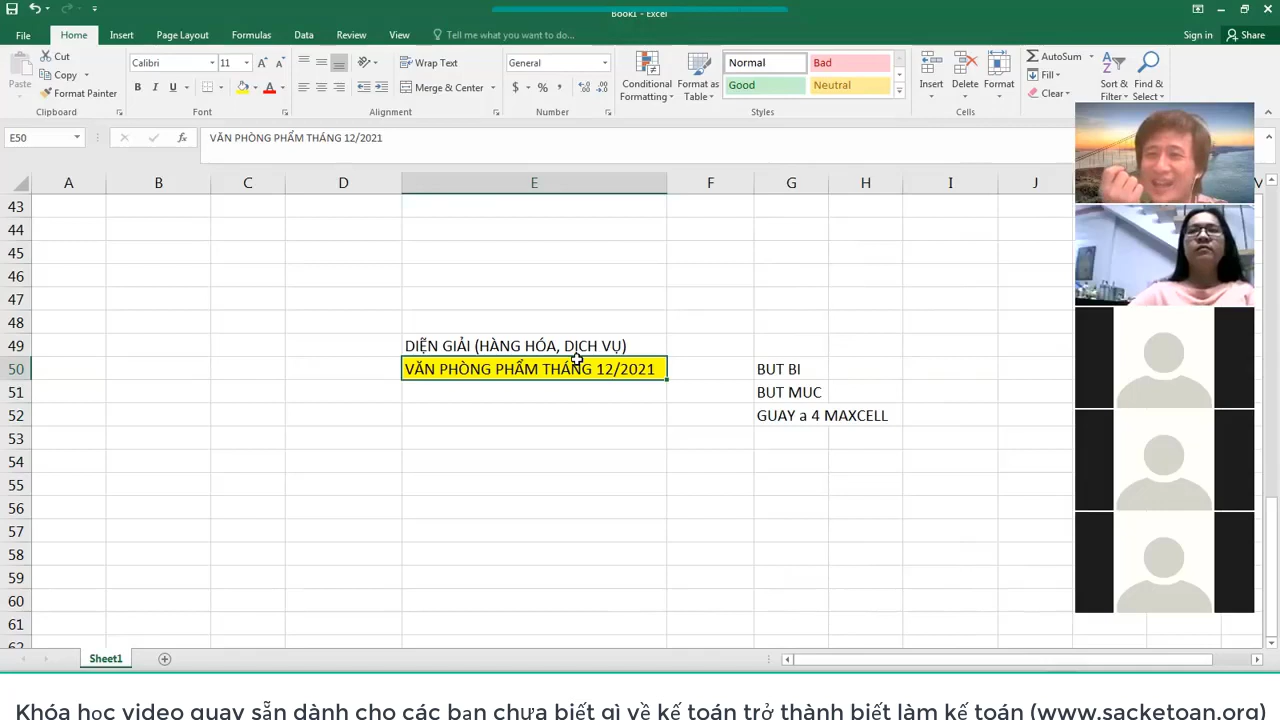 Book1 - Excel
File Home Insert Page Layout Formulas Data Review View Tell me what you want to do... Sign in Share
Paste Cut Calibri 11 Wrap Text General Normal Bad AutoSum
Copy Conditional Formatting Format as Table Insert Delete Format Fill Sort & Filter Find & Select
Format Painter B I U Merge & Center $ % , Good Neutral Clear
Clipboard Font Alignment Number Styles Cells
E50 fx VĂN PHÒNG PHẨM THÁNG 12/2021
A B C D E F G H I J
43
44
45
46
47
48
49 DIỄN GIẢI (HÀNG HÓA, DỊCH VỤ)
50 VĂN PHÒNG PHẨM THÁNG 12/2021 BUT BI
51 BUT MUC
52 GUAY a 4 MAXCELL
53
54
55
56
57
58
59
60
61
62
Sheet1
Khóa học video quay sẵn dành cho các bạn chưa biết gì về kế toán trở thành biết làm kế toán (www.sacketoan.org)